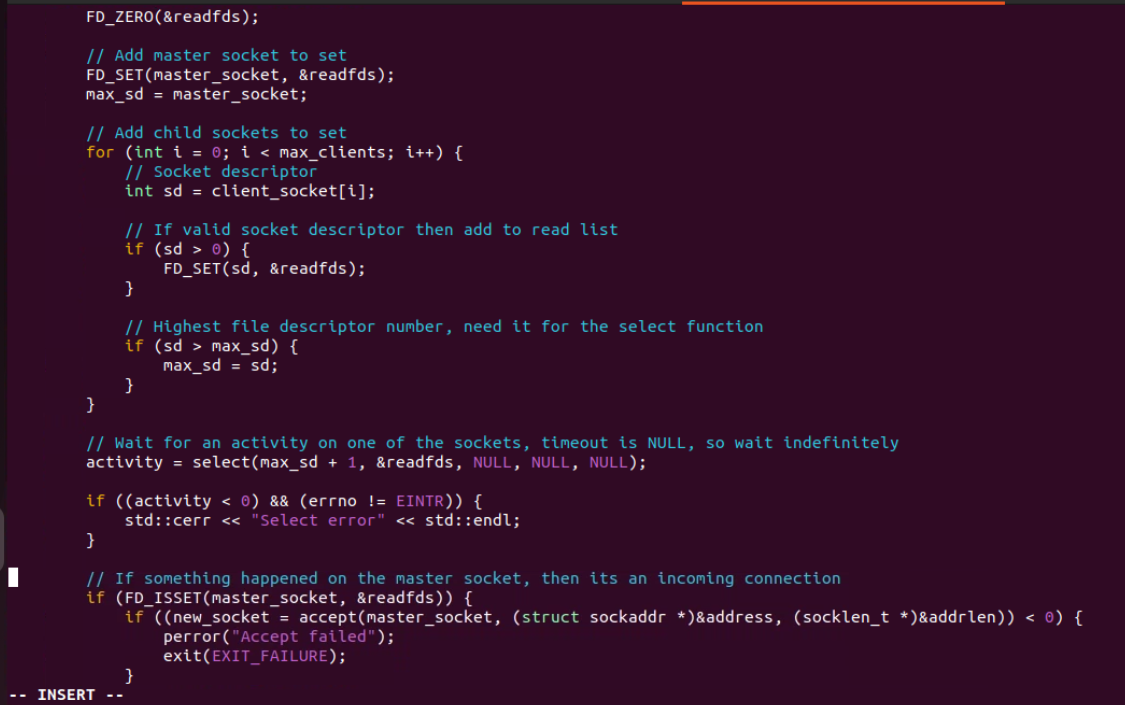 FD_ZERO(&readfds);
// Add master socket to set
FD_SET(master_socket, &readfds);
max_sd = master_socket;
// Add child sockets to set
for (int i = 0; i < max_clients; i++) {
// Socket descriptor
int sd = client_socket[i];
// If valid socket descriptor then add to read list
if (sd > 0) {
FD_SET(sd, &readfds);
}
// Highest file descriptor number, need it for the select function
if (sd > max_sd) {
max_sd = sd;
}
}
// Wait for an activity on one of the sockets, timeout is NULL, so wait indefinitely
activity = select(max_sd + 1, &readfds, NULL, NULL, NULL);
if ((activity < 0) && (errno != EINTR)) {
std::cerr << "Select error" << std::endl;
}
// If something happened on the master socket, then its an incoming connection
if (FD_ISSET(master_socket, &readfds)) {
if ((new_socket = accept(master_socket, (struct sockaddr *)&address, (socklen_t *)&addrlen)) < 0) {
perror("Accept failed");
exit(EXIT_FAILURE);
}
-- INSERT --